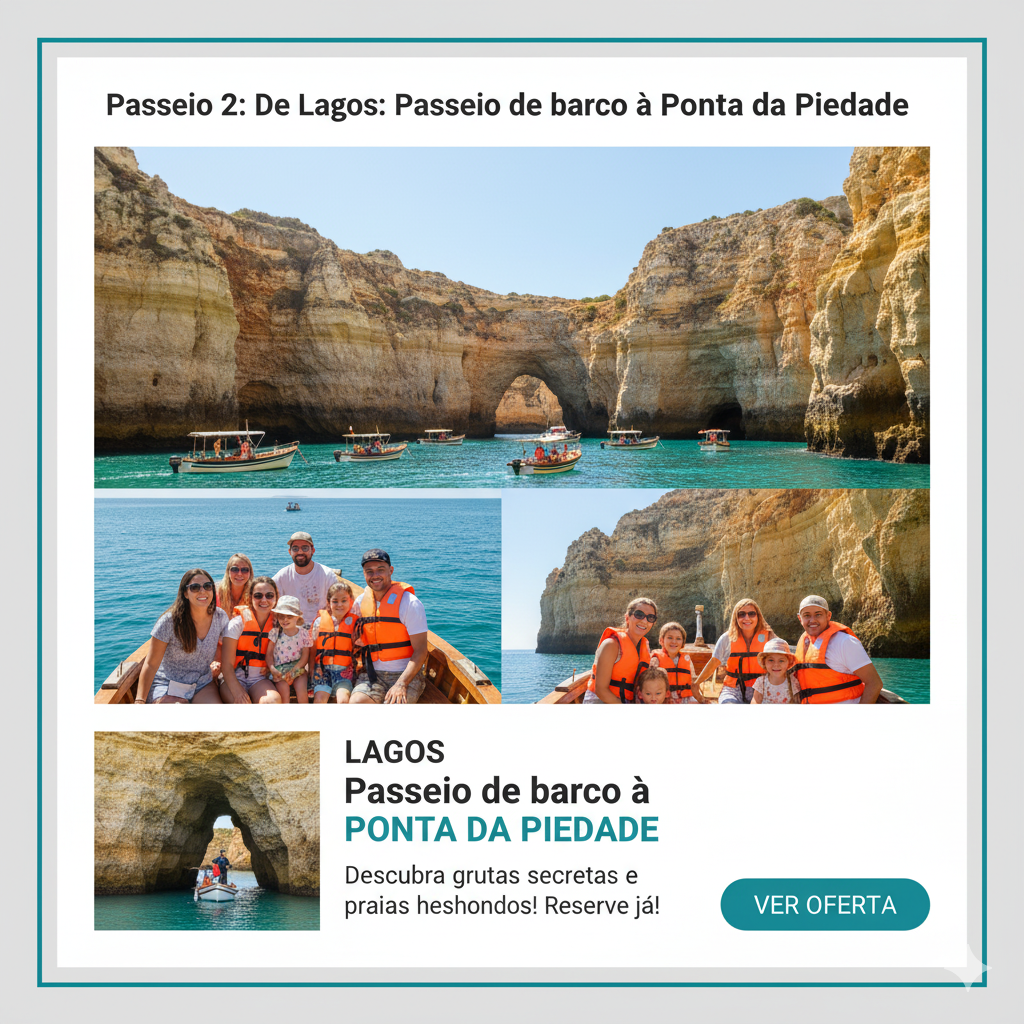 Passeio 2: De Lagos: Passeio de barco à Ponta da Piedade
LAGOS
Passeio de barco à
PONTA DA PIEDADE
Descubra grutas secretas e
praias heshondos! Reserve já!
VER OFERTA